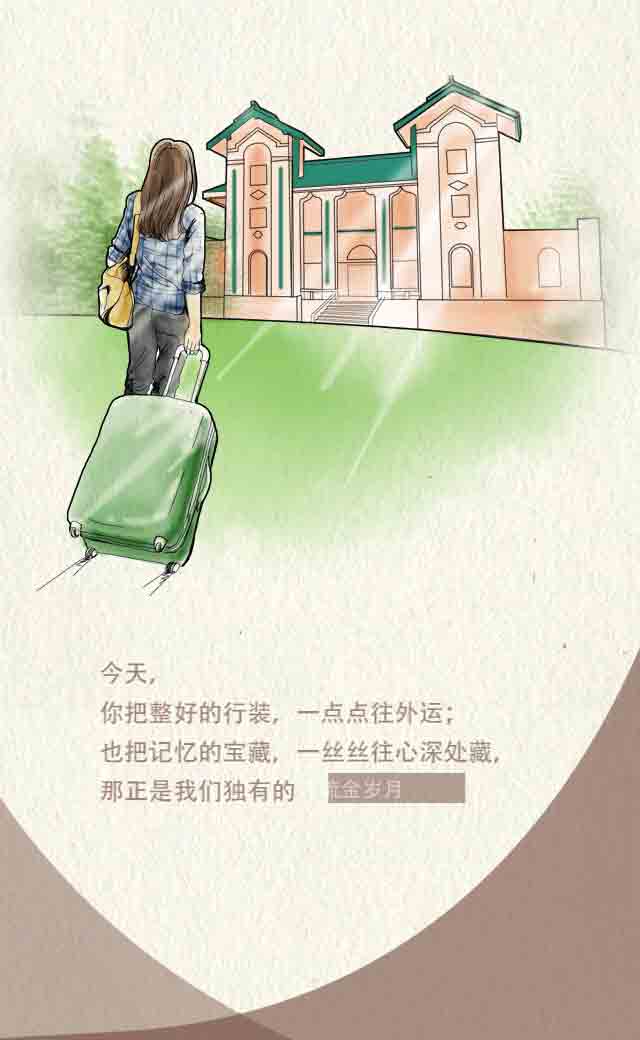 今天,
你把整好的行装, 一点点往外运;
也把记忆的宝藏, 一丝丝往心深处藏,
那正是我们独有的 流金岁月